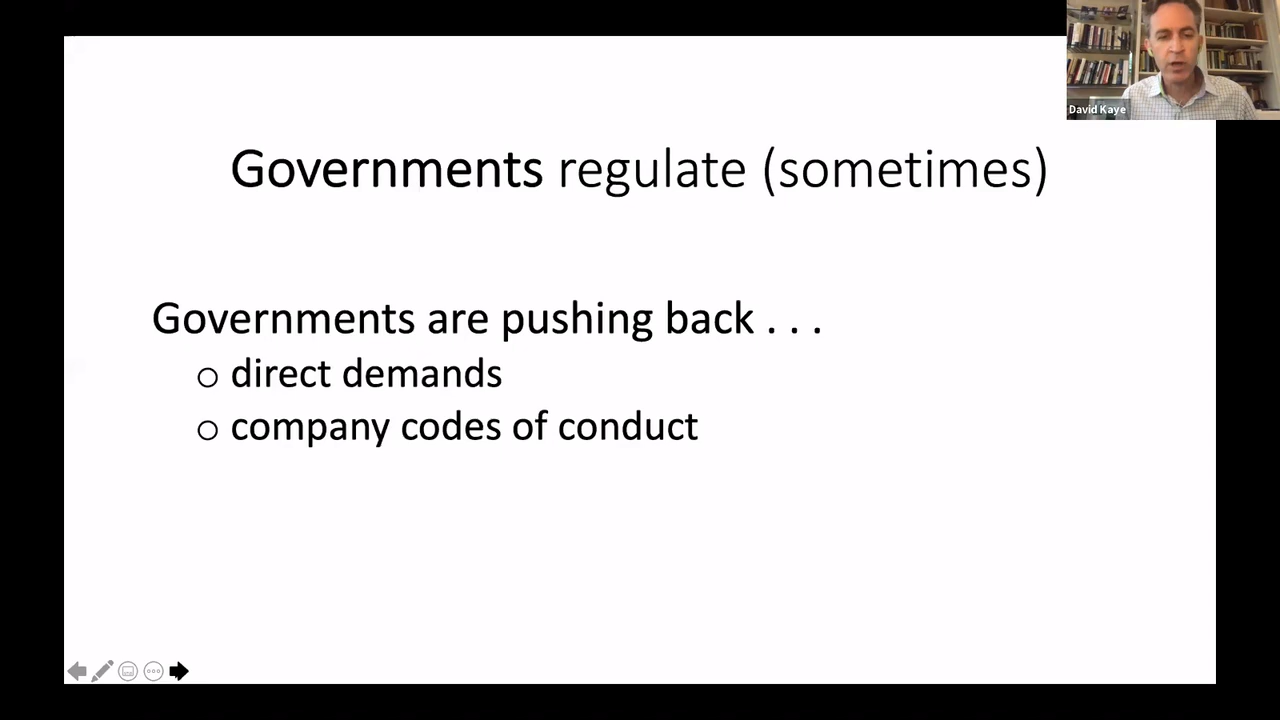 David Kaye
Governments regulate (sometimes)
Governments are pushing back . . .
o direct demands
o company codes of conduct